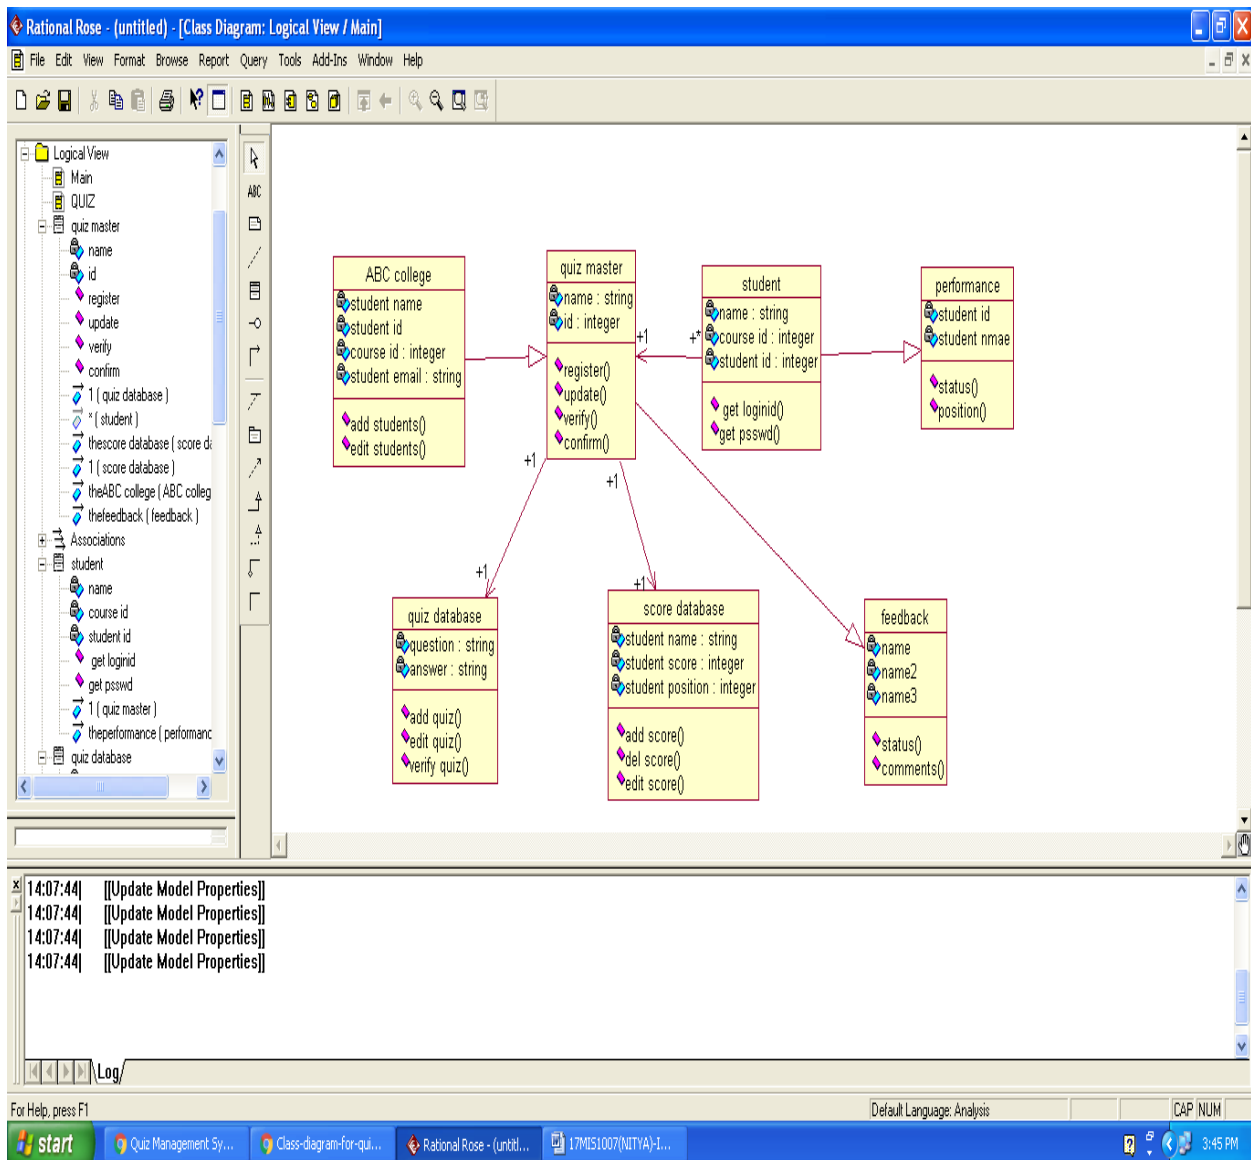 Rational Rose - (untitled) - [Class Diagram: Logical View / Main]
File Edit View Format Browse Report Query Tools Add-Ins Window Help
Logical View
Main
QUIZ
quiz master
name
id
register
update
verify
confirm
1 ( quiz database )
* ( student )
thescore database ( score da
1 ( score database )
theABC college ( ABC colleg
thefeedback ( feedback )
Associations
student
name
course id
student id
get loginid
get psswd
1 ( quiz master )
theperformance ( performanc
quiz database
ABC
ABC college
student name
student id
course id : integer
student email : string
add students()
edit students()
quiz master
name : string
id : integer
register()
update()
verify()
confirm()
+1
+*
student
name : string
course id : integer
student id : integer
get loginid()
get psswd()
performance
student id
student nmae
status()
position()
+1
+1
+1
+1
quiz database
question : string
answer : string
add quiz()
edit quiz()
verify quiz()
score database
student name : string
student score : integer
student position : integer
add score()
del score()
edit score()
feedback
name
name2
name3
status()
comments()
14:07:44| [[Update Model Properties]]
14:07:44| [[Update Model Properties]]
14:07:44| [[Update Model Properties]]
14:07:44| [[Update Model Properties]]
Log
For Help, press F1
Default Language: Analysis
CAP NUM
start
Quiz Management Sy...
Class-diagram-for-qui...
Rational Rose - (untitl...
17MIS1007(NITYA)-I...
3:45 PM